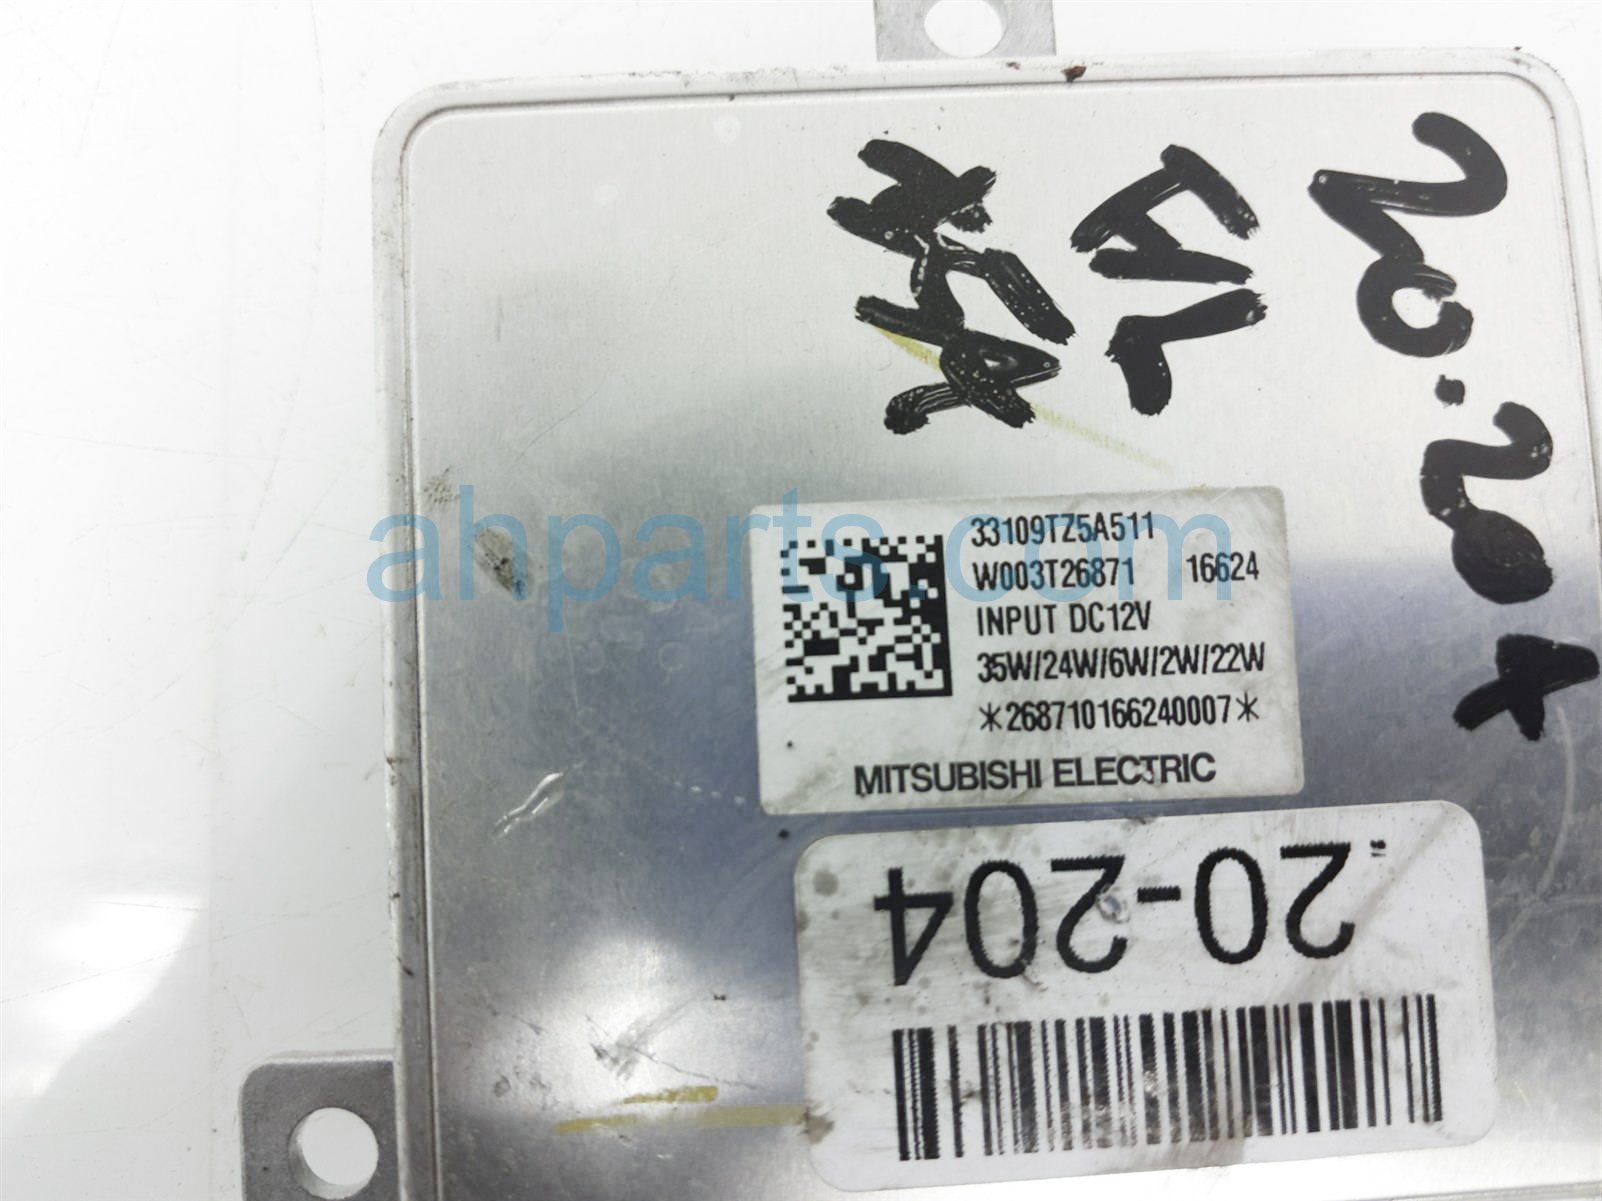 20.204
33109TZ5A511
W003T26871 16624
INPUT DC12V
35W/24W/6W/2W/22W
*268710166240007*
MITSUBISHI ELECTRIC
20-204
ahparts.com